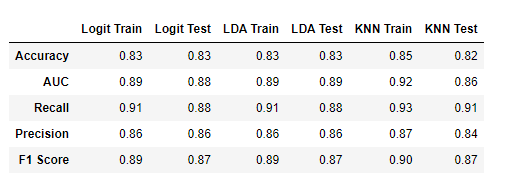 Logit Train Logit Test LDA Train LDA Test KNN Train KNN Test
Accuracy 0.83 0.83 0.83 0.83 0.85 0.82
AUC 0.89 0.88 0.89 0.89 0.92 0.86
Recall 0.91 0.88 0.91 0.88 0.93 0.91
Precision 0.86 0.86 0.86 0.86 0.87 0.84
F1 Score 0.89 0.87 0.89 0.87 0.90 0.87